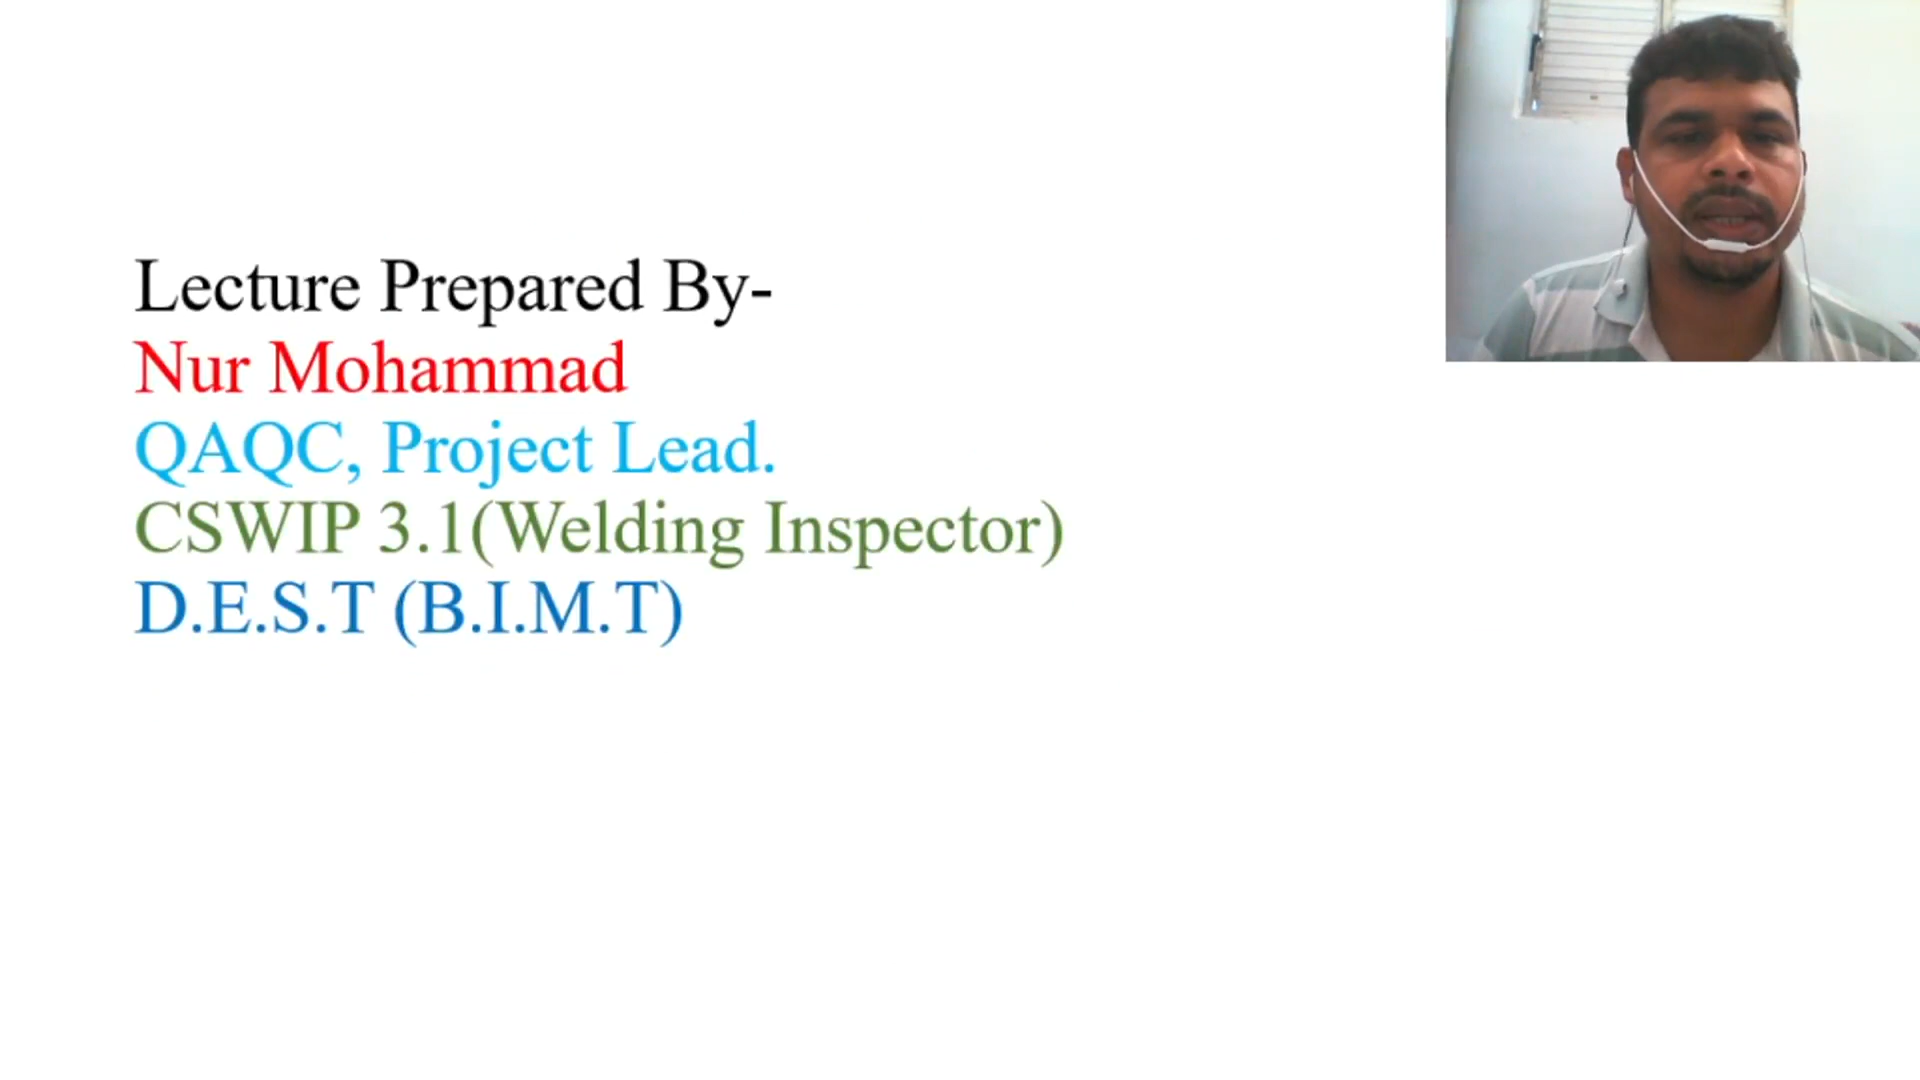 Lecture Prepared By-
Nur Mohammad
QAQC, Project Lead.
CSWIP 3.1(Welding Inspector)
D.E.S.T (B.I.M.T)